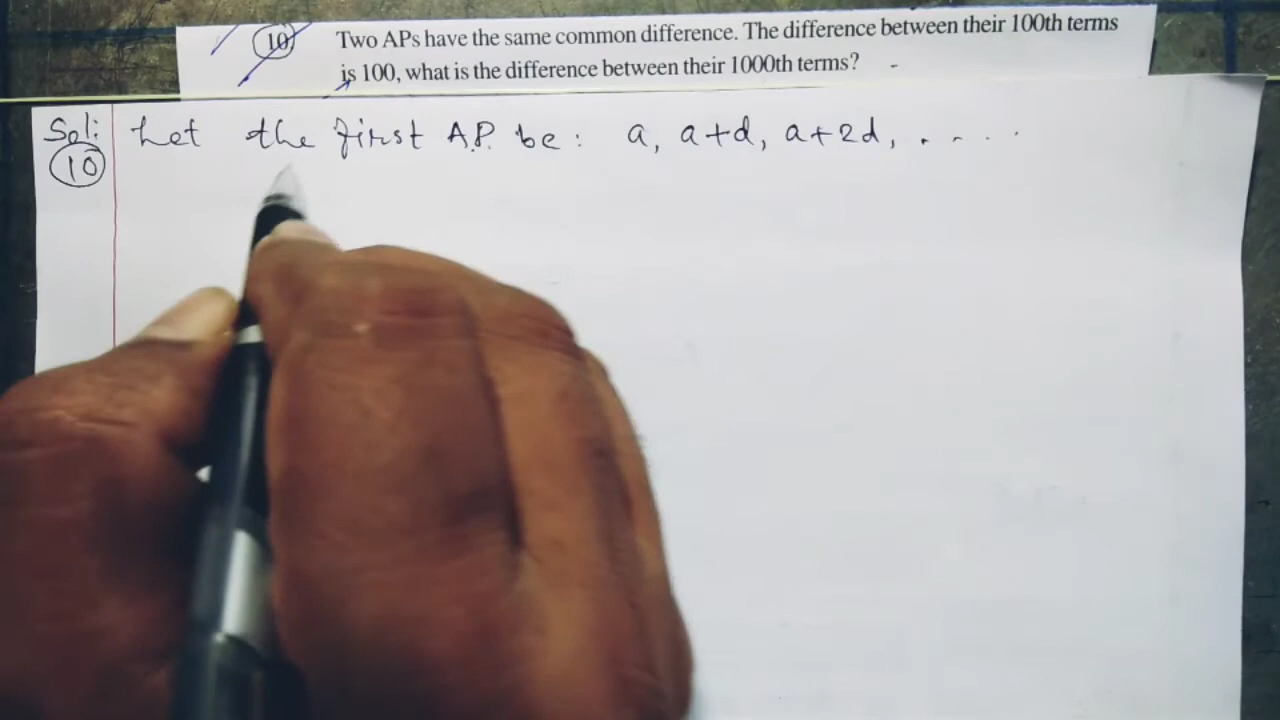 10 Two APs have the same common difference. The difference between their 100th terms
is 100, what is the difference between their 1000th terms?
Sol: Let the first A.P. be: a, a+d, a+2d, . . . .
10